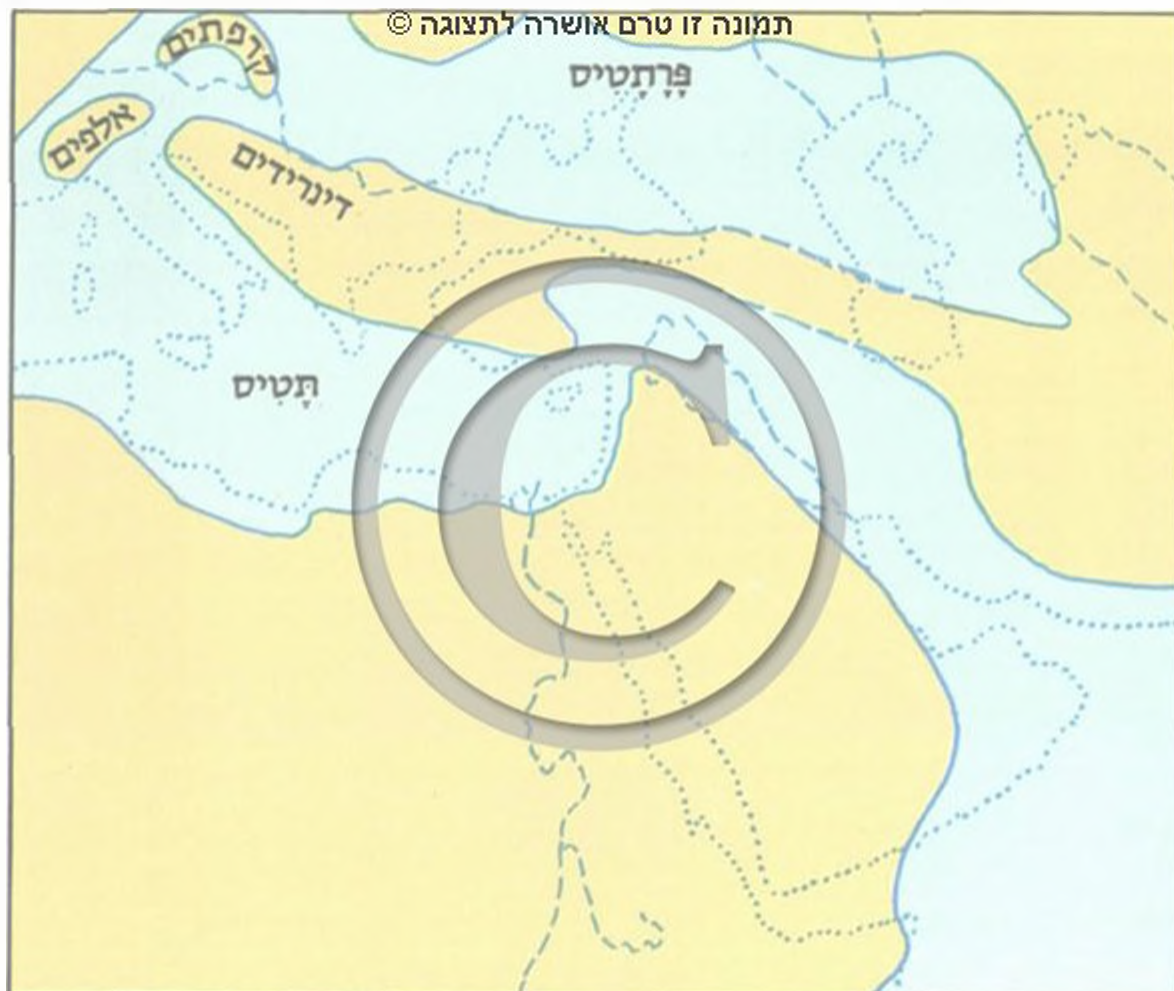 תמונה זו טרם אושרה לתצוגה ©
קרפתים
פָּרָתֶטִיס
אלפים
דינרידים
תֶּטִיס
C